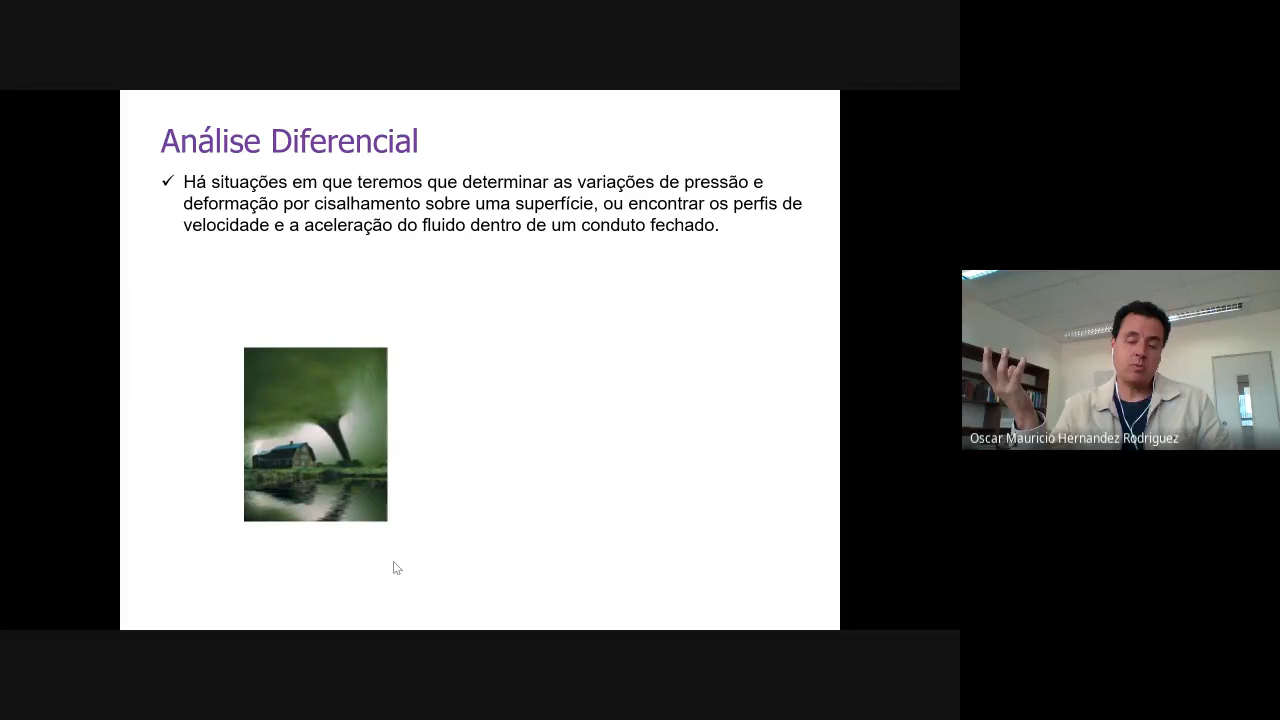 Análise Diferencial
✓ Há situações em que teremos que determinar as variações de pressão e
deformação por cisalhamento sobre uma superfície, ou encontrar os perfis de
velocidade e a aceleração do fluido dentro de um conduto fechado.
Oscar Mauricio Hernandez Rodriguez